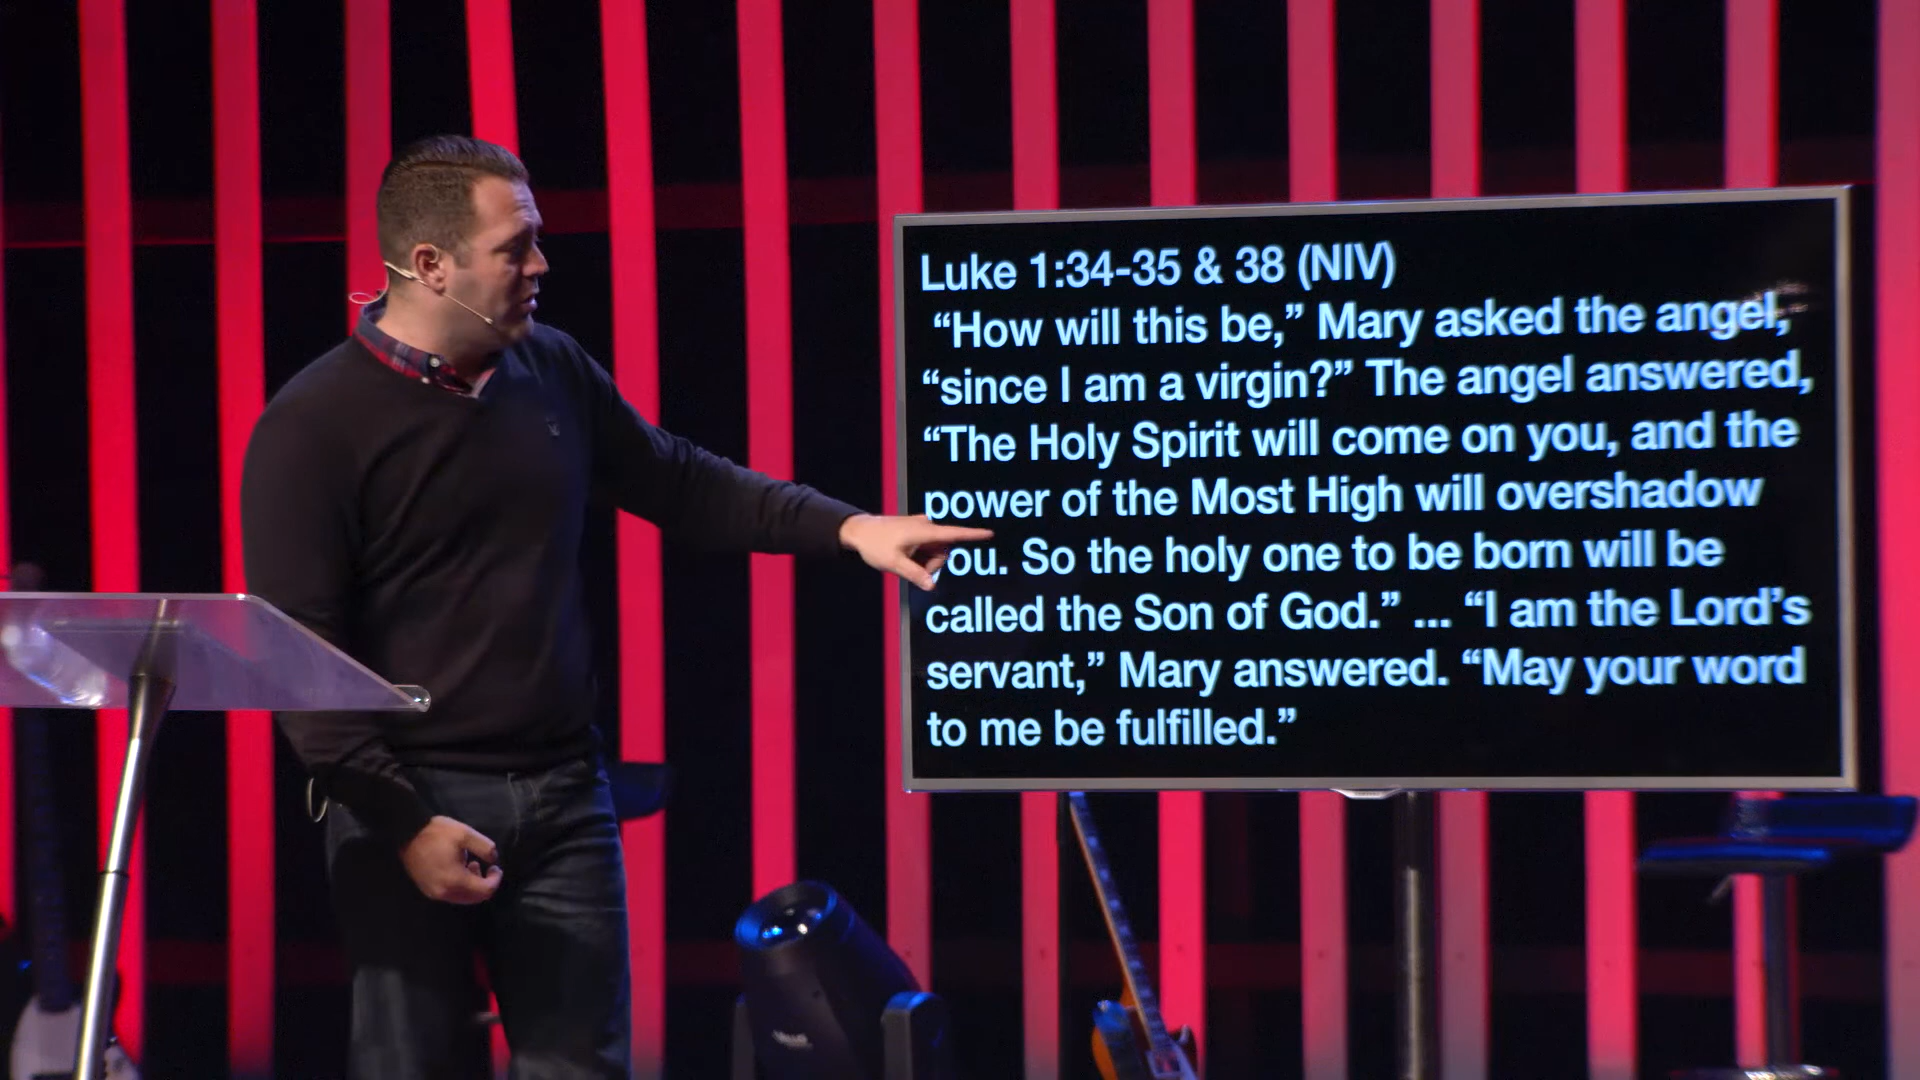 Luke 1:34-35 & 38 (NIV)
“How will this be,” Mary asked the angel,
“since I am a virgin?” The angel answered,
“The Holy Spirit will come on you, and the
power of the Most High will overshadow
you. So the holy one to be born will be
called the Son of God.” ... “I am the Lord’s
servant,” Mary answered. “May your word
to me be fulfilled.”